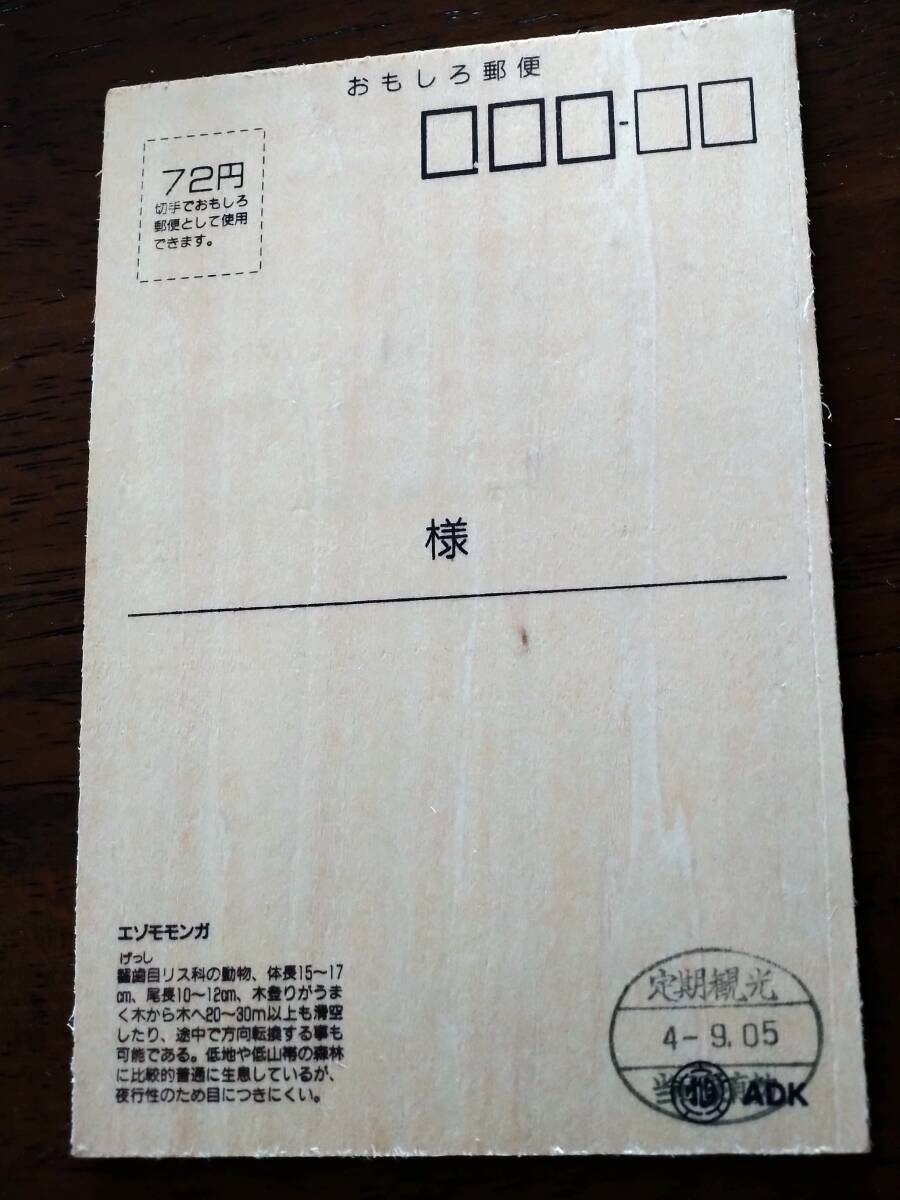 おもしろ郵便
72円
切手でおもしろ
郵便として使用
できます。
様
エゾモモンガ
げっし
齧歯目リス科の動物、体長15〜17
cm、尾長10〜12cm、木登りがうま
く木から木へ20〜30m以上も滑空
したり、途中で方向転換する事も
可能である。低地や低山帯の森林
に比較的普通に生息しているが、
夜行性のため目につきにくい。
定期観光
4-9.05
ADK